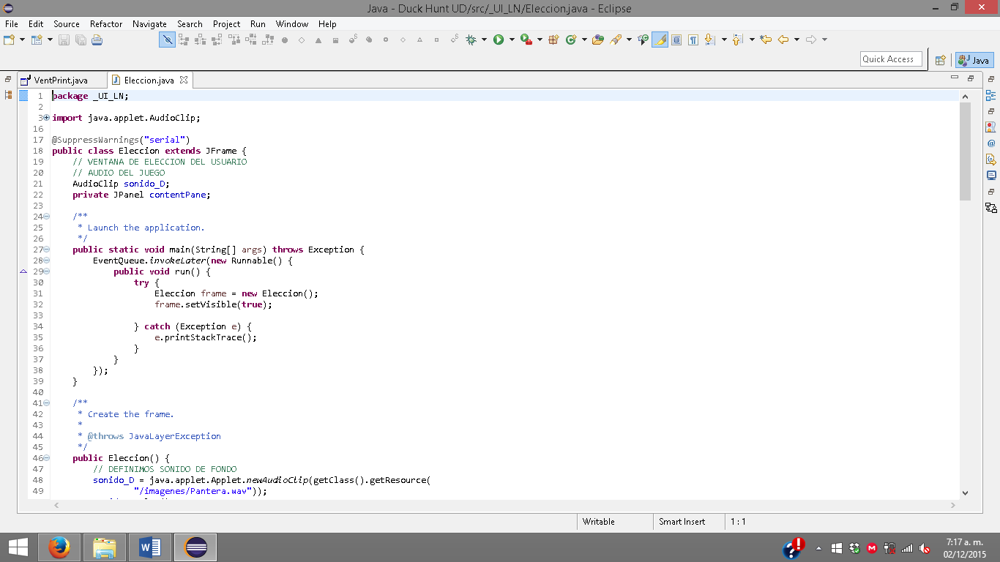 Java - Duck Hunt UD/src/_UI_LN/Eleccion.java - Eclipse
File Edit Source Refactor Navigate Search Project Run Window Help
Quick Access
Java
VentPrint.java Eleccion.java
1 package _UI_LN;
2
3 import java.applet.AudioClip;
16
17 @SuppressWarnings("serial")
18 public class Eleccion extends JFrame {
19 // VENTANA DE ELECCION DEL USUARIO
20 // AUDIO DEL JUEGO
21 AudioClip sonido_D;
22 private JPanel contentPane;
23
24 /**
25 * Launch the application.
26 */
27 public static void main(String[] args) throws Exception {
28 EventQueue.invokeLater(new Runnable() {
29 public void run() {
30 try {
31 Eleccion frame = new Eleccion();
32 frame.setVisible(true);
33
34 } catch (Exception e) {
35 e.printStackTrace();
36 }
37 }
38 });
39 }
40
41 /**
42 * Create the frame.
43 *
44 * @throws JavaLayerException
45 */
46 public Eleccion() {
47 // DEFINIMOS SONIDO DE FONDO
48 sonido_D = java.applet.Applet.newAudioClip(getClass().getResource(
49 "/imagenes/Pantera.wav"));
Writable Smart Insert 1 : 1
7:17 a. m.
02/12/2015